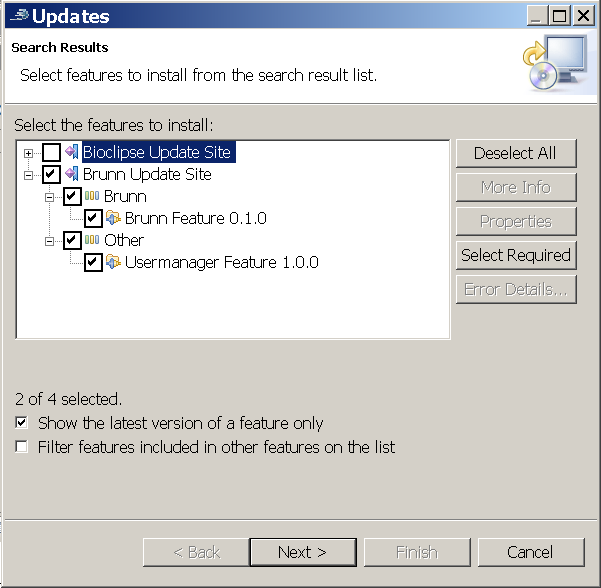 Updates
Search Results
Select features to install from the search result list.
Select the features to install:
Bioclipse Update Site
Brunn Update Site
Brunn
Brunn Feature 0.1.0
Other
Usermanager Feature 1.0.0
Deselect All
More Info
Properties
Select Required
Error Details...
2 of 4 selected.
Show the latest version of a feature only
Filter features included in other features on the list
< Back
Next >
Finish
Cancel